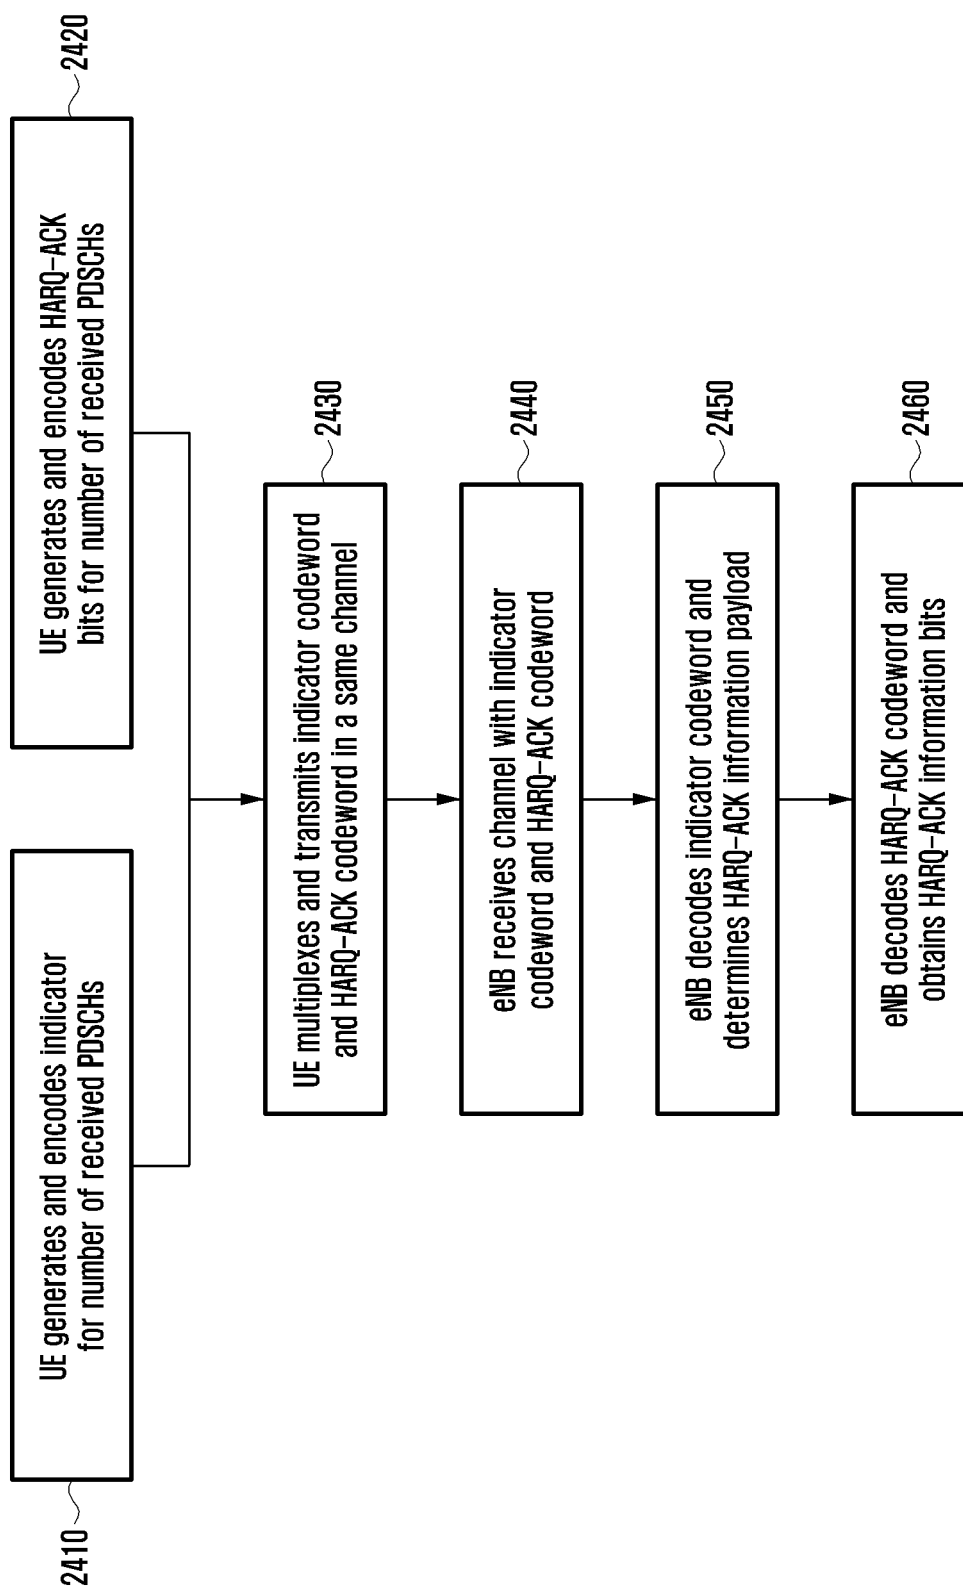 2410
UE generates and encodes indicator
for number of received PDSCHs
UE generates and encodes HARQ-ACK
bits for number of received PDSCHs
2420
UE multiplexes and transmits indicator codeword
and HARQ-ACK codeword in a same channel
2430
eNB receives channel with indicator
codeword and HARQ-ACK codeword
2440
eNB decodes indicator codeword and
determines HARQ-ACK information payload
2450
eNB decodes HARQ-ACK codeword and
obtains HARQ-ACK information bits
2460